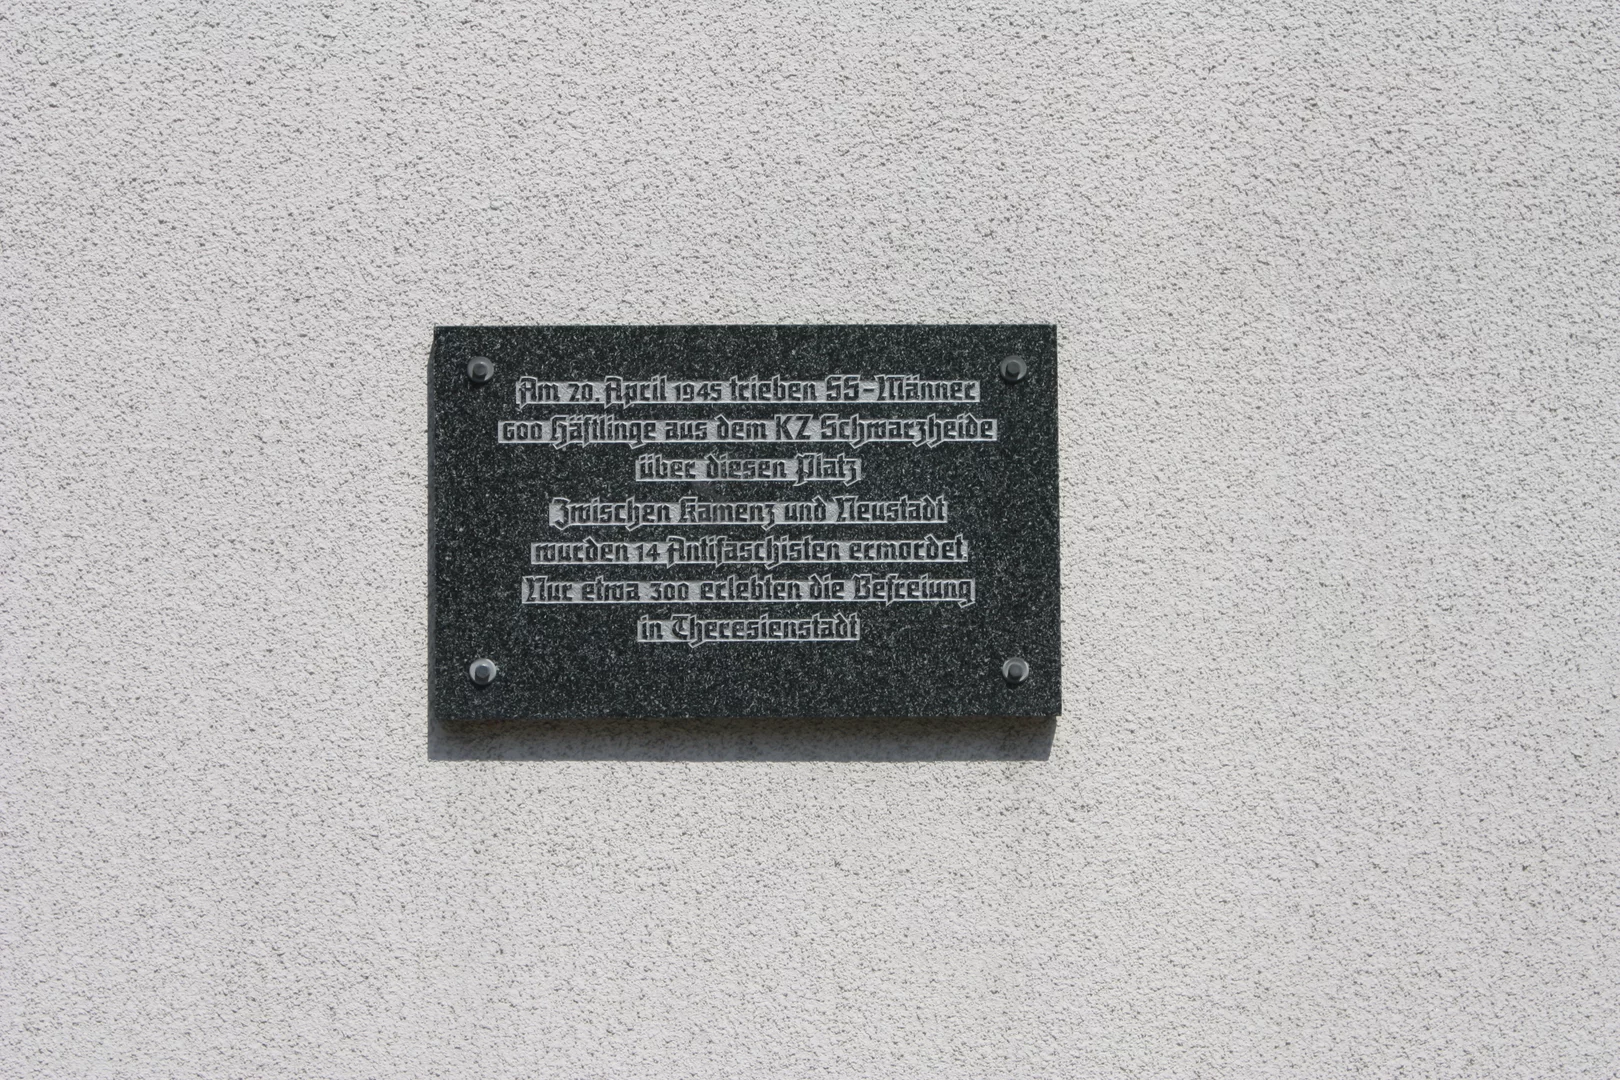 Am 20. April 1945 trieben SS-Männer
600 Häftlinge aus dem KZ Schwarzheide
über diesen Platz
Zwischen Kamenz und Neustadt
wurden 14 Antifaschisten ermordet
Nur etwa 300 erlebten die Befreiung
in Theresienstadt